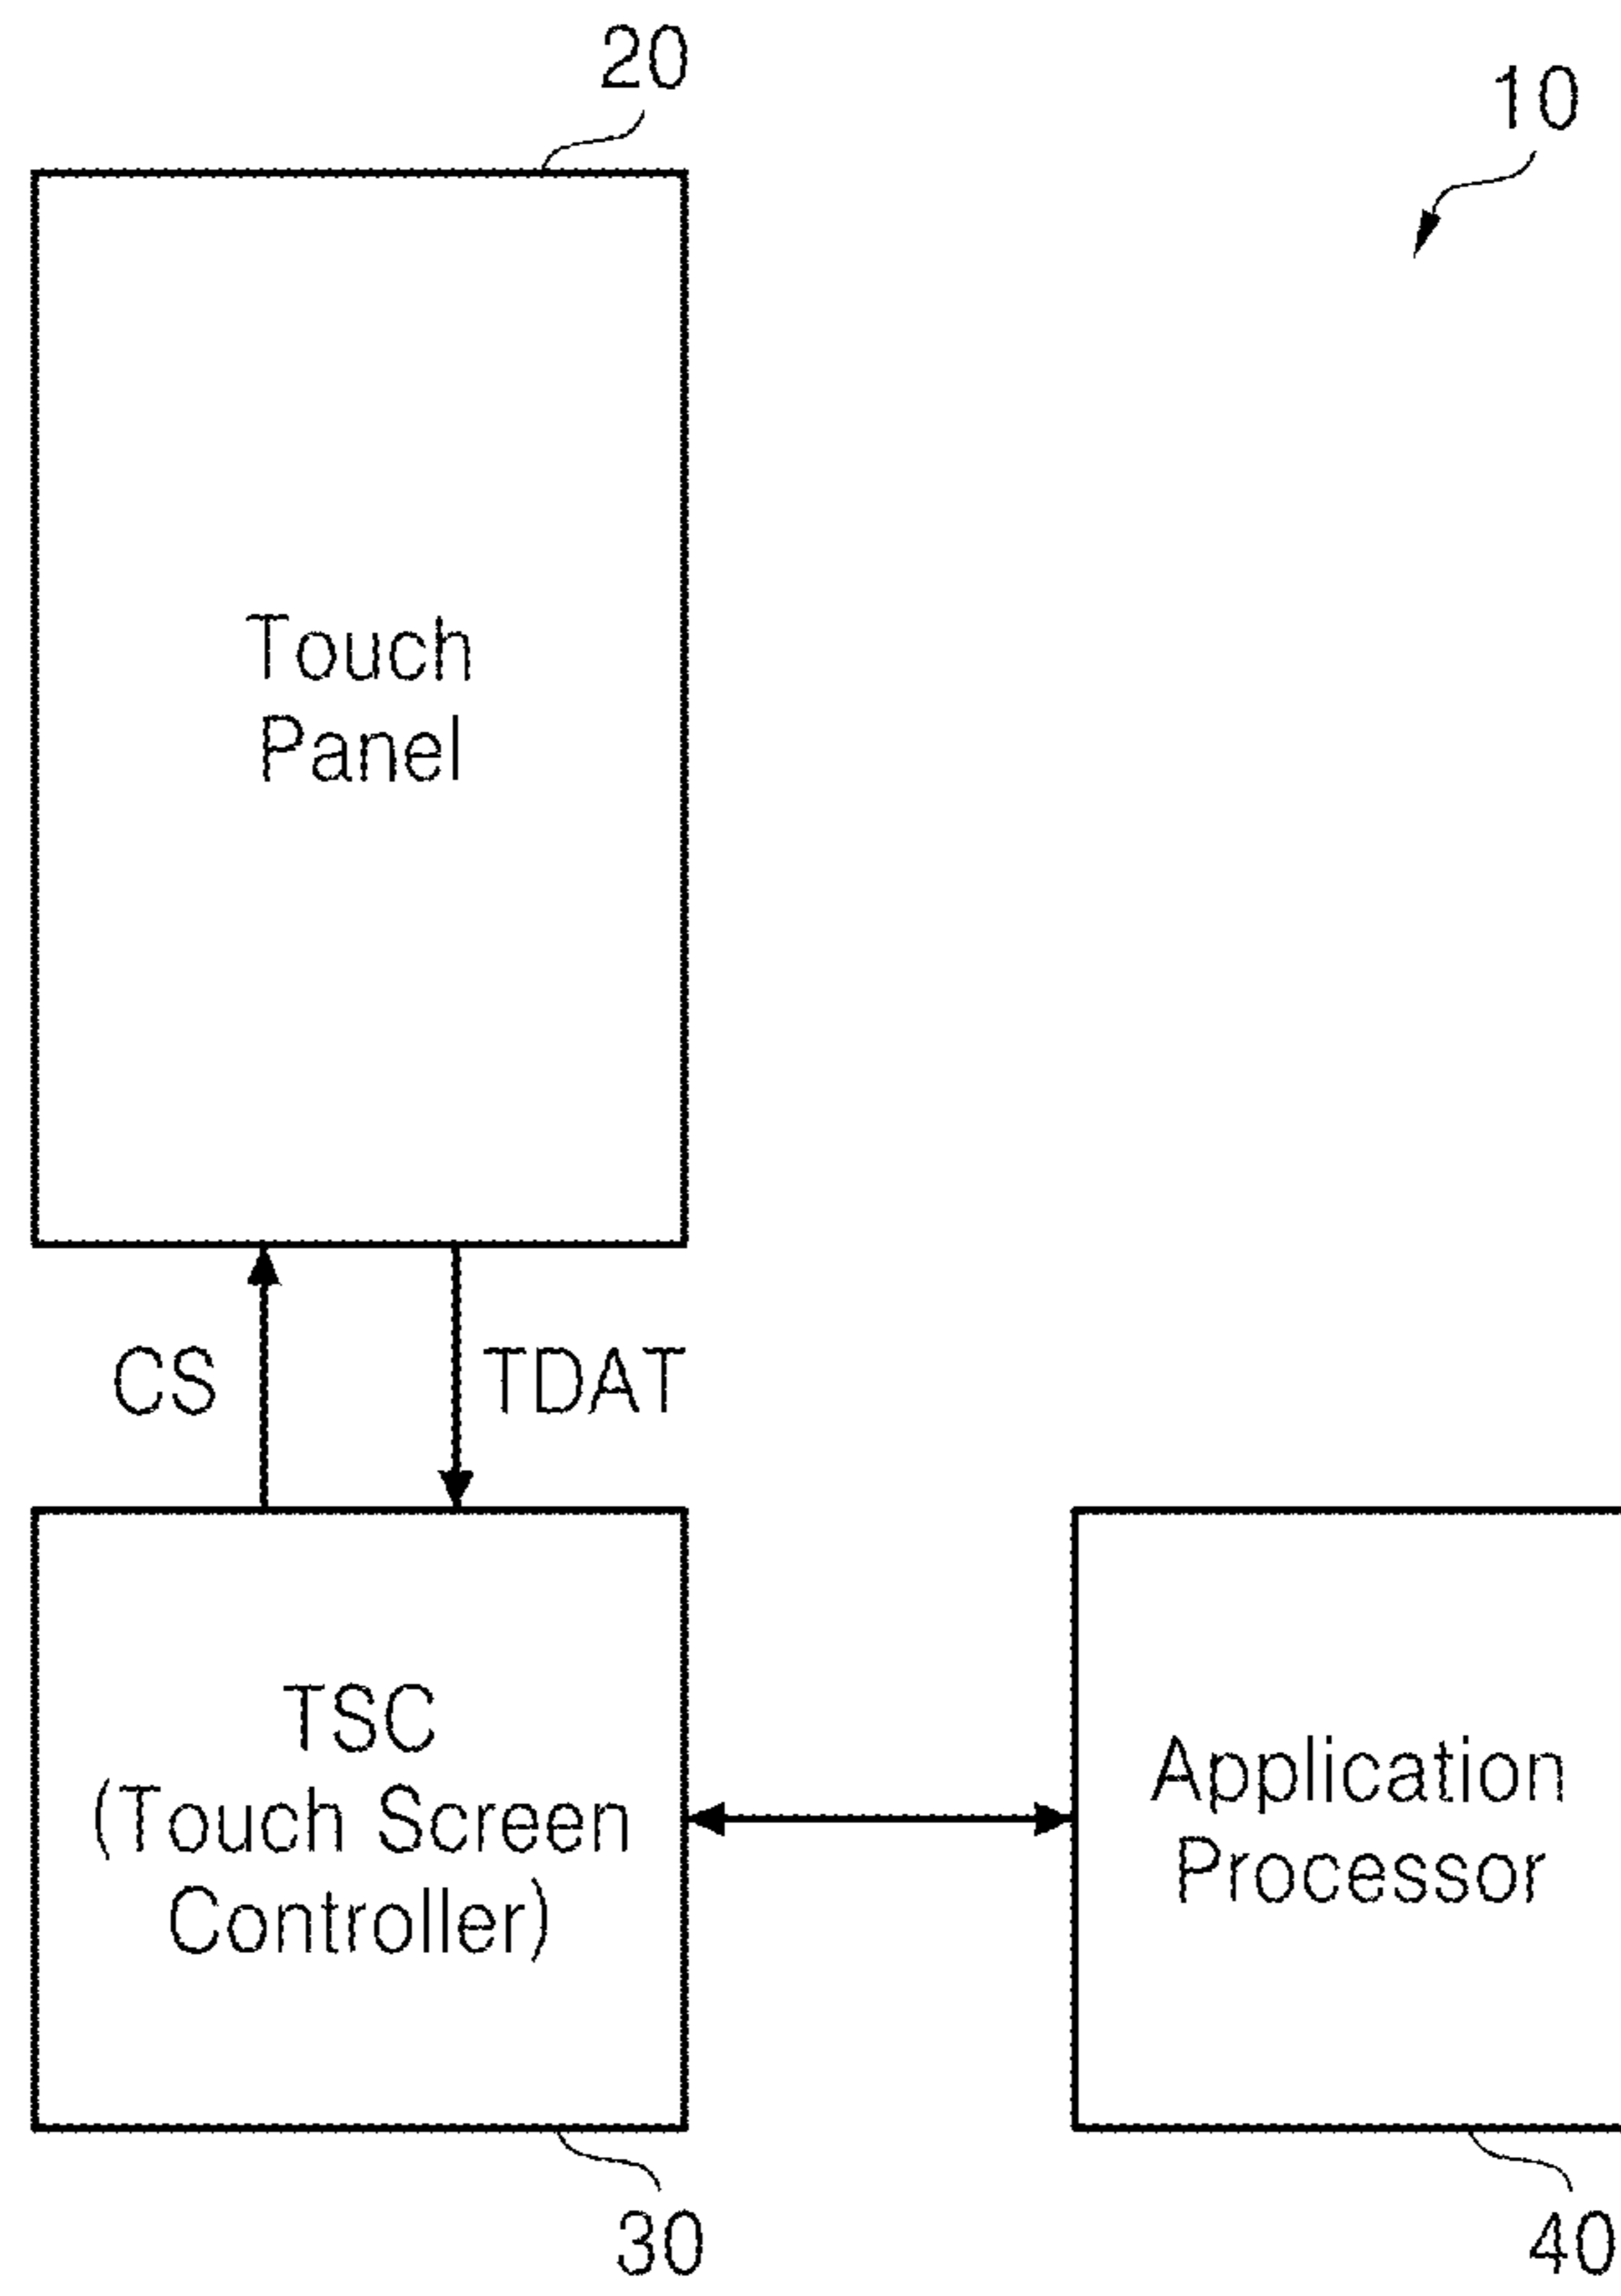 20
10
Touch
Panel
CS
TDAT
TSC
(Touch Screen
Controller)
Application
Processor
30
40